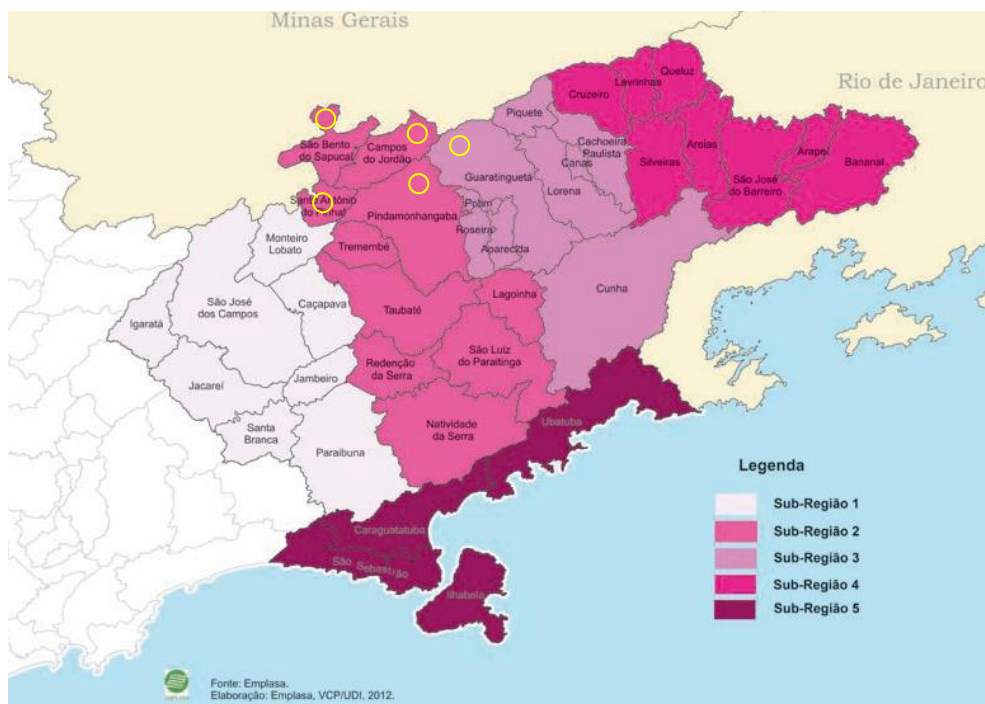 Minas Gerais
Rio de Janeiro
Queluz
Lavrinhas
Cruzeiro
Piquete
São Bento
do Sapucaí
Campos
do Jordão
Cachoeira
Paulista
Canas
Silveiras
Areias
Arapeí
Bananal
São José
do Barreiro
Guaratinguetá
Lorena
Santo Antônio
do Pinhal
Pindamonhangaba
Potim
Roseira
Aparecida
Monteiro
Lobato
Tremembé
Cunha
Lagoinha
São José
dos Campos
Caçapava
Taubaté
Igaratá
São Luiz
do Paraitinga
Redenção
da Serra
Jacareí
Jambeiro
Santa
Branca
Natividade
da Serra
Ubatuba
Paraibuna
Caraguatatuba
São Sebastião
Ilhabela
Legenda
Sub-Região 1
Sub-Região 2
Sub-Região 3
Sub-Região 4
Sub-Região 5
Fonte: Emplasa.
Elaboração: Emplasa, VCP/UDI, 2012.